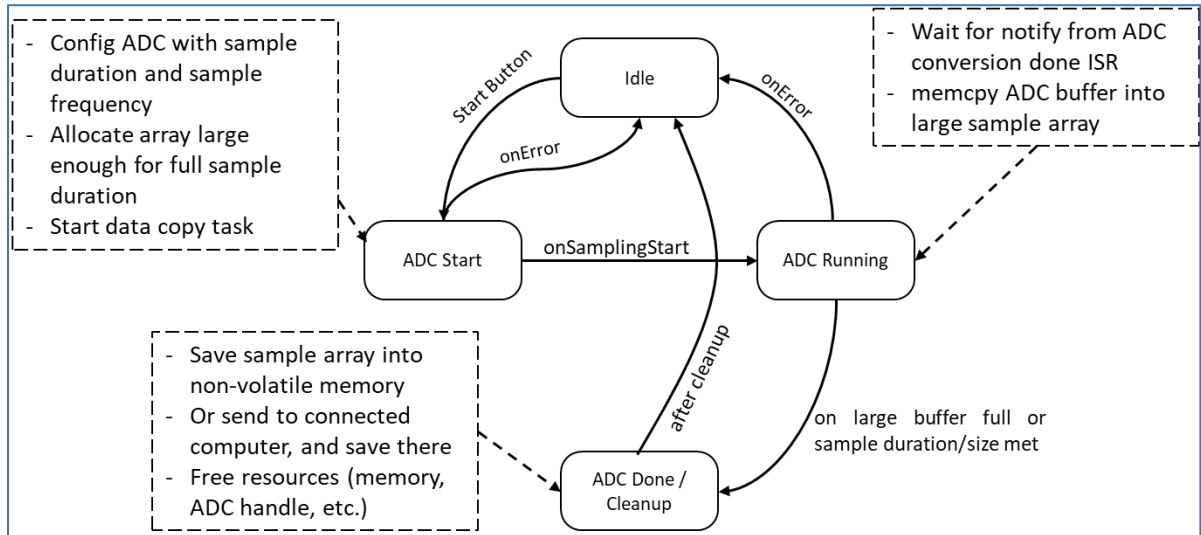 - Config ADC with sample
duration and sample
frequency
- Allocate array large
enough for full sample
duration
- Start data copy task
Idle
Start Button
onError
onError
- Wait for notify from ADC
conversion done ISR
- memcpy ADC buffer into
large sample array
ADC Start
onSamplingStart
ADC Running
- Save sample array into
non-volatile memory
- Or send to connected
computer, and save there
- Free resources (memory,
ADC handle, etc.)
after cleanup
on large buffer full or
sample duration/size met
ADC Done /
Cleanup